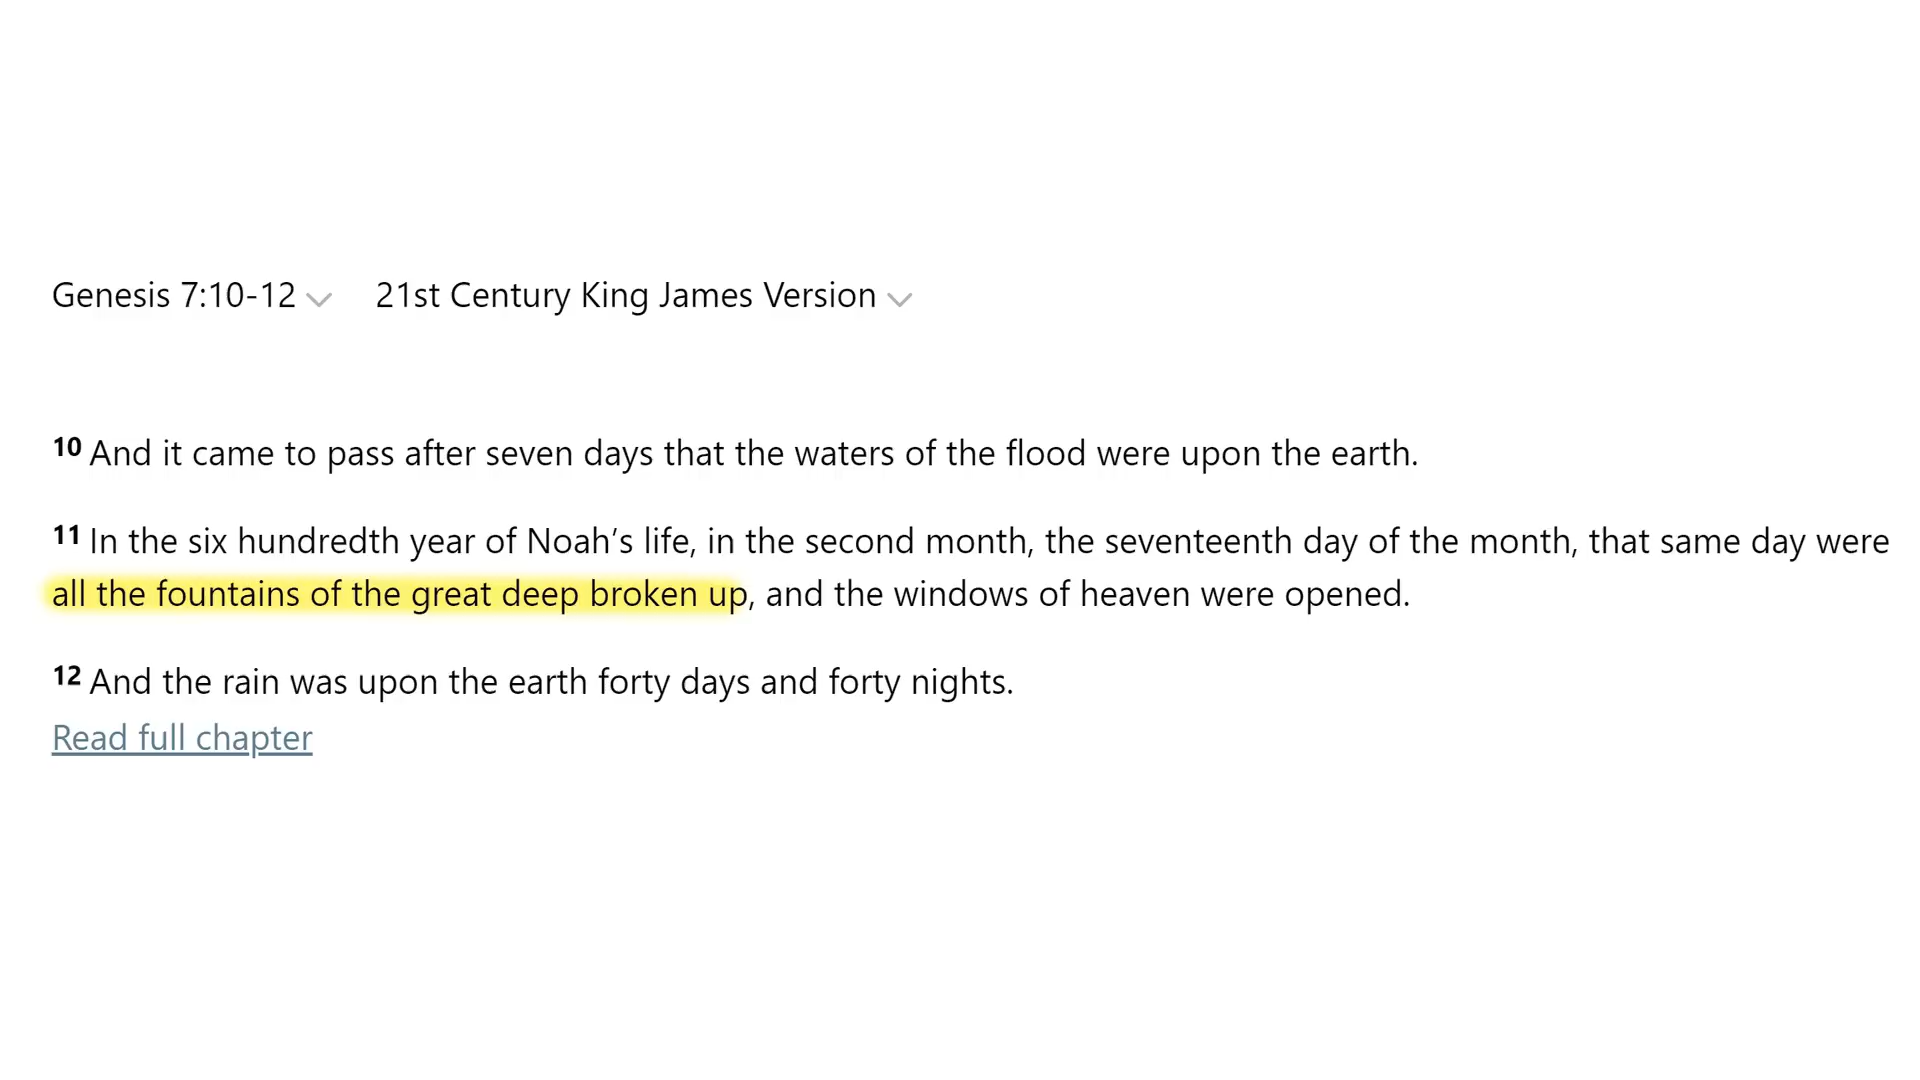 Genesis 7:10-12 21st Century King James Version
10 And it came to pass after seven days that the waters of the flood were upon the earth.
11 In the six hundredth year of Noah’s life, in the second month, the seventeenth day of the month, that same day were
all the fountains of the great deep broken up, and the windows of heaven were opened.
12 And the rain was upon the earth forty days and forty nights.
Read full chapter